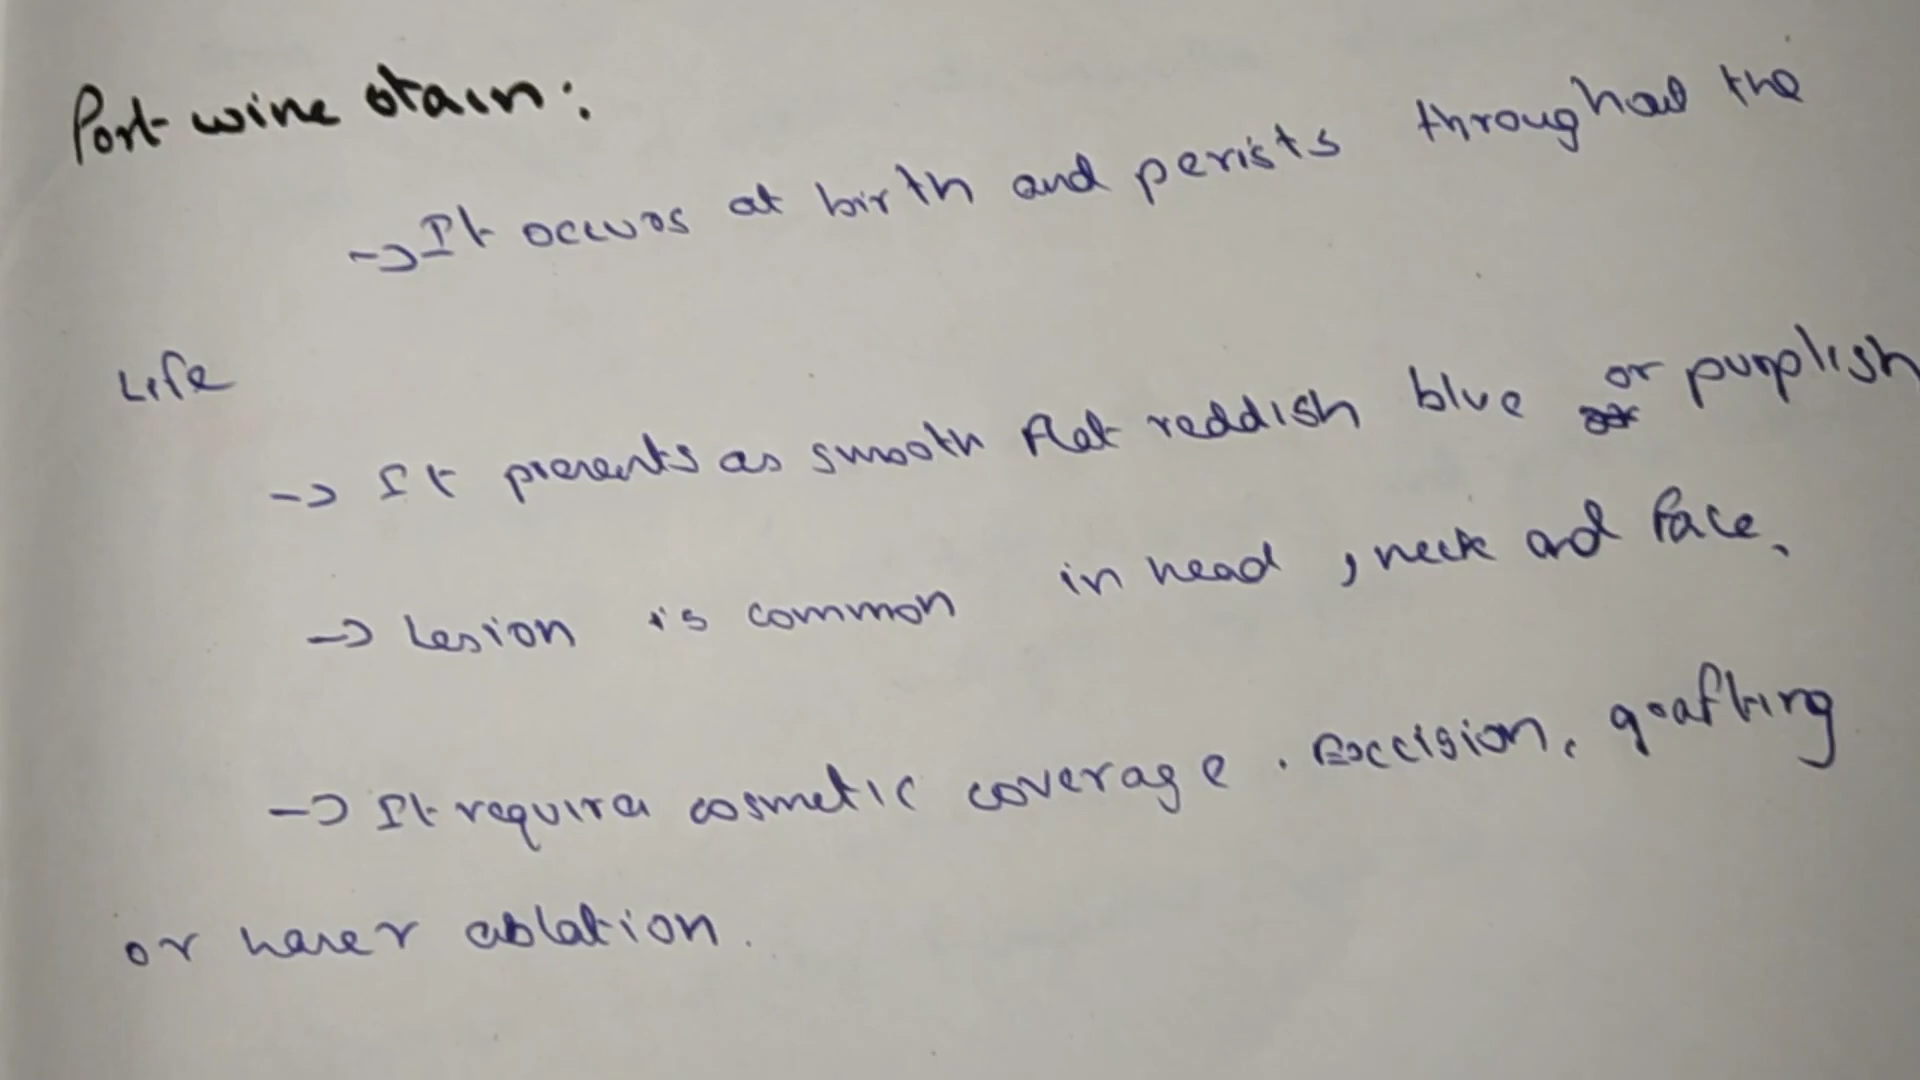 Port wine stain:
→ It occurs at birth and perists throughout the
Life
→ It presents as smooth flat reddish blue or purplish
→ Lesion is common in head, neck and face.
→ It requires cosmetic coverage. Excision, grafting
or laser ablation.